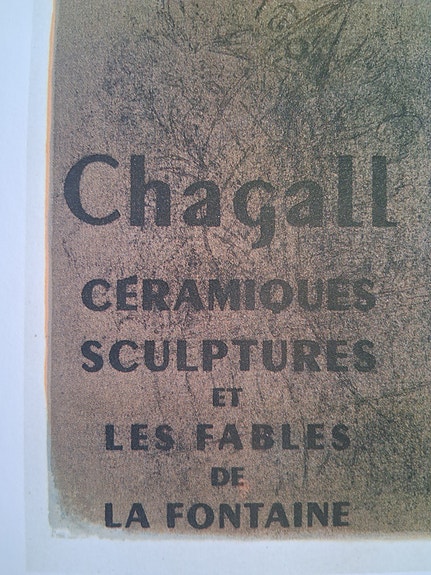 Chagall
CÉRAMIQUES
SCULPTURES
ET
LES FABLES
DE
LA FONTAINE